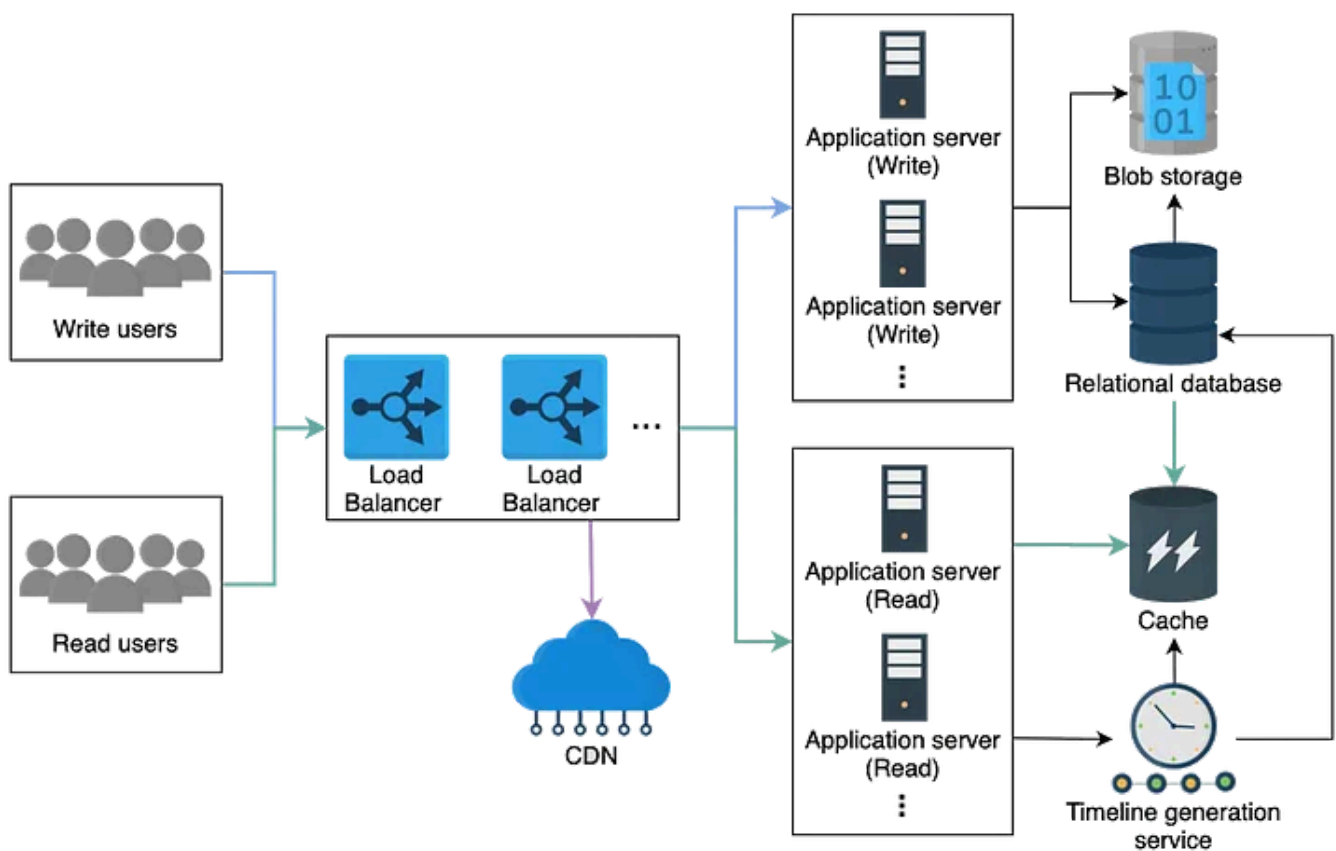 Write users
Read users
Load
Balancer
Load
Balancer
...
CDN
Application server
(Write)
Application server
(Write)
...
Application server
(Read)
Application server
(Read)
...
10
01
Blob storage
Relational database
Cache
Timeline generation
service